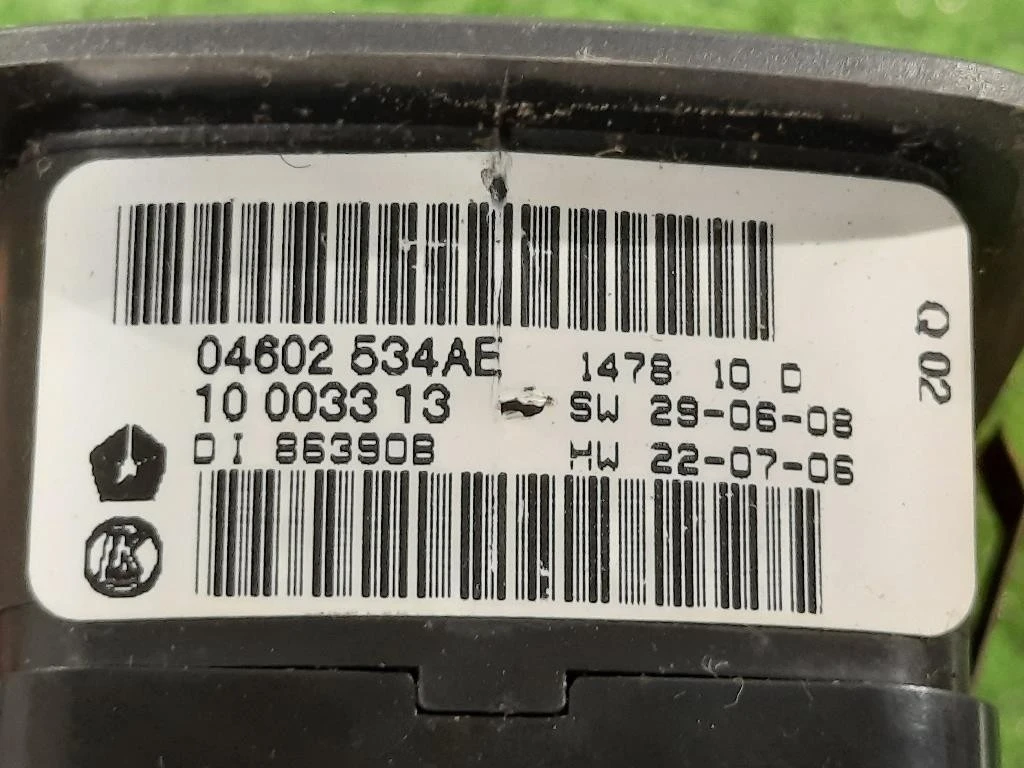 04602 534AE 1478 10 D
10 0033 13 SW 29-06-08
D I 86390B HW 22-07-06
Q 02